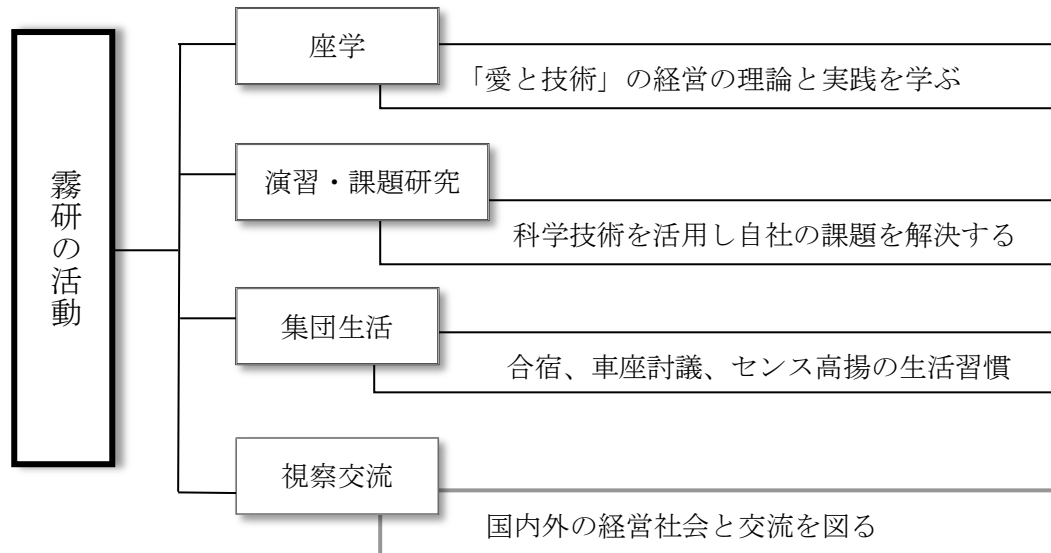 霧研の活動
座学
「愛と技術」の経営の理論と実践を学ぶ
演習・課題研究
科学技術を活用し自社の課題を解決する
集団生活
合宿、車座討議、センス高揚の生活習慣
視察交流
国内外の経営社会と交流を図る